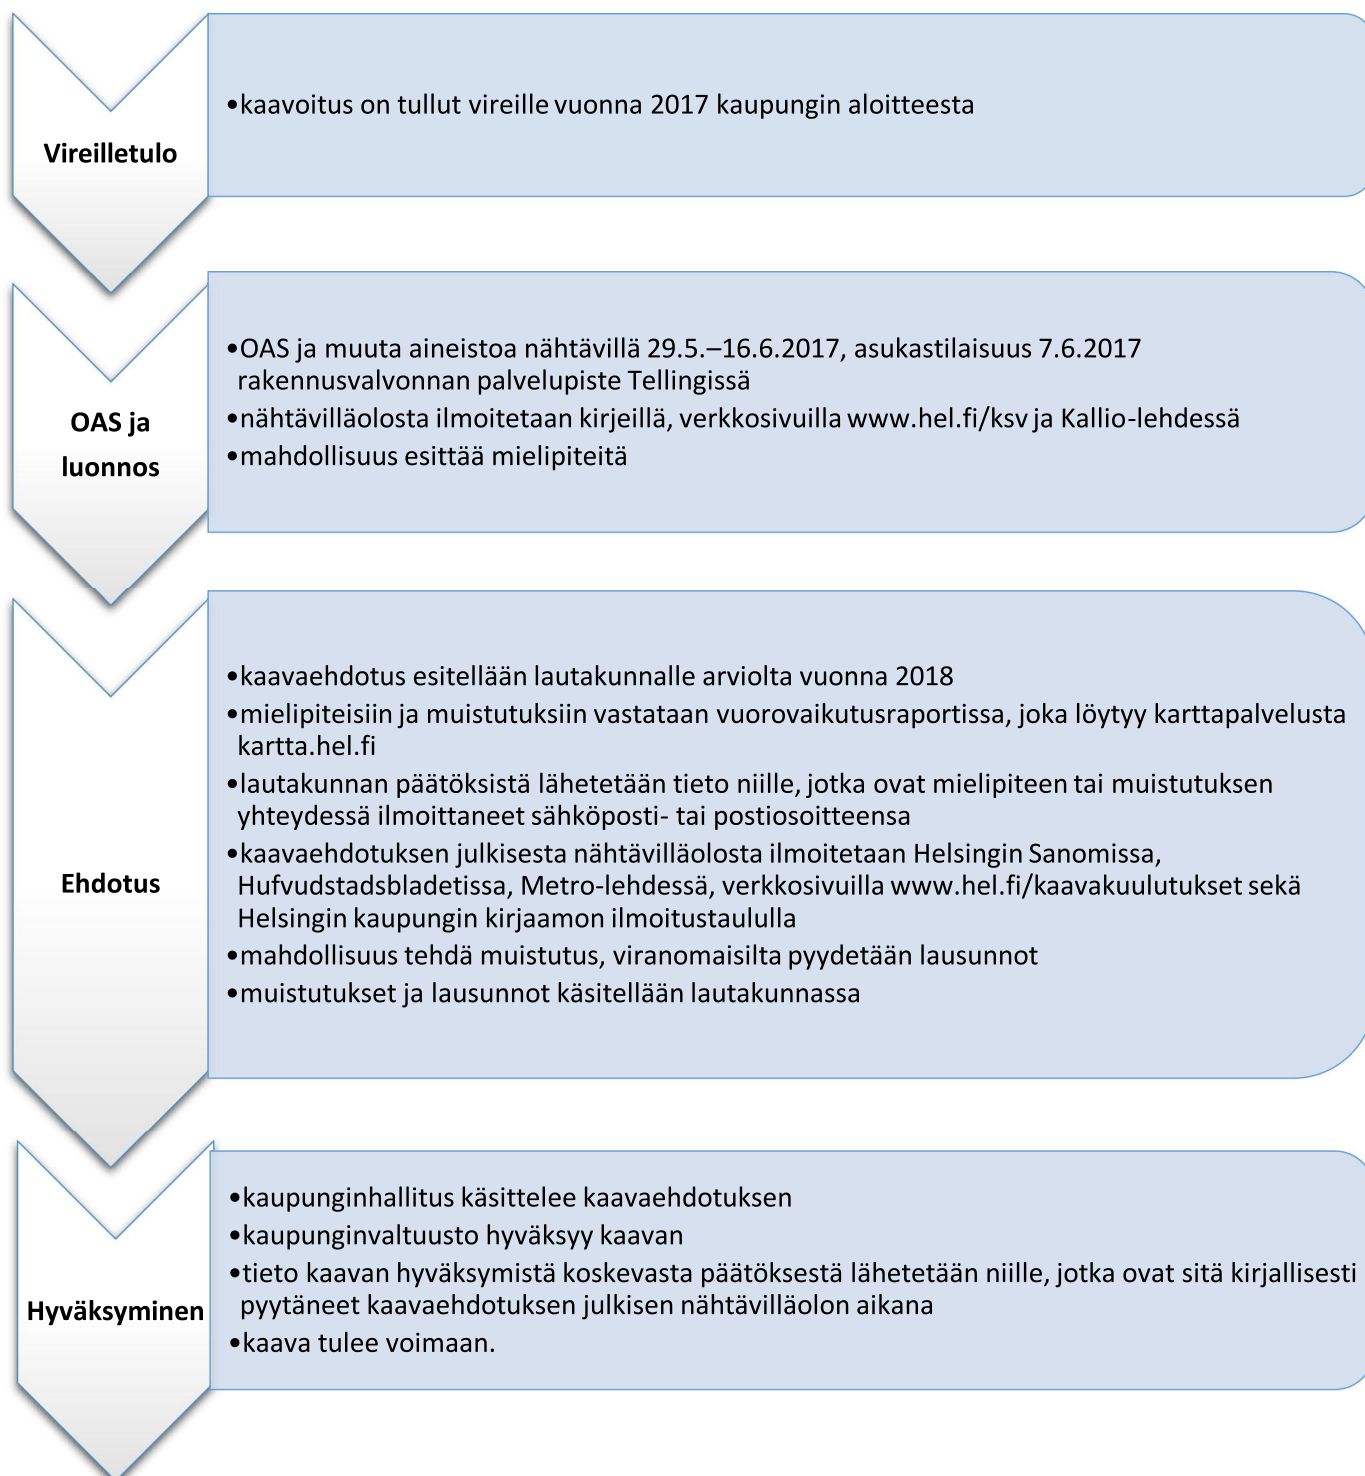 Vireilletulo
•kaavoitus on tullut vireille vuonna 2017 kaupungin aloitteesta
OAS ja
luonnos
•OAS ja muuta aineistoa nähtävillä 29.5.–16.6.2017, asukastilaisuus 7.6.2017
rakennusvalvonnan palvelupiste Tellingissä
•nähtävilläolosta ilmoitetaan kirjeillä, verkkosivuilla www.hel.fi/ksv ja Kallio-lehdessä
•mahdollisuus esittää mielipiteitä
Ehdotus
•kaavaehdotus esitellään lautakunnalle arviolta vuonna 2018
•mielipiteisiin ja muistutuksiin vastataan vuorovaikutusraportissa, joka löytyy karttapalvelusta
kartta.hel.fi
•lautakunnan päätöksistä lähetetään tieto niille, jotka ovat mielipiteen tai muistutuksen
yhteydessä ilmoittaneet sähköposti- tai postiosoitteensa
•kaavaehdotuksen julkisesta nähtävilläolosta ilmoitetaan Helsingin Sanomissa,
Hufvudstadsbladetissa, Metro-lehdessä, verkkosivuilla www.hel.fi/kaavakuulutukset sekä
Helsingin kaupungin kirjaamon ilmoitustaululla
•mahdollisuus tehdä muistutus, viranomaisilta pyydetään lausunnot
•muistutukset ja lausunnot käsitellään lautakunnassa
Hyväksyminen
•kaupunginhallitus käsittelee kaavaehdotuksen
•kaupunginvaltuusto hyväksyy kaavan
•tieto kaavan hyväksymistä koskevasta päätöksestä lähetetään niille, jotka ovat sitä kirjallisesti
pyytäneet kaavaehdotuksen julkisen nähtävilläolon aikana
•kaava tulee voimaan.